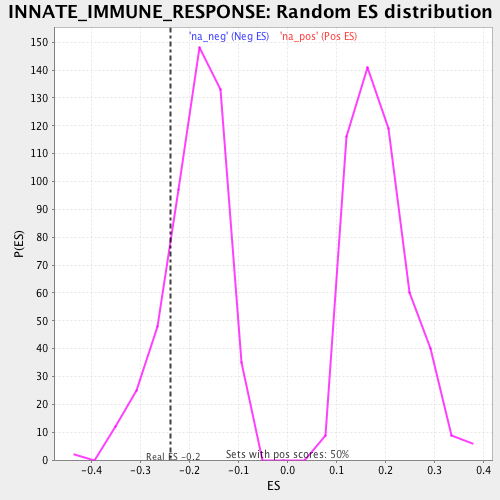 INNATE_IMMUNE_RESPONSE: Random ES distribution
'na_neg' (Neg ES) 'na_pos' (Pos ES)
150
140
130
120
110
100
90
80
70
60
50
40
30
20
10
0
P(ES)
Real ES -0.2
Sets with pos scores: 50%
-0.4 -0.3 -0.2 -0.1 0.0 0.1 0.2 0.3 0.4
ES